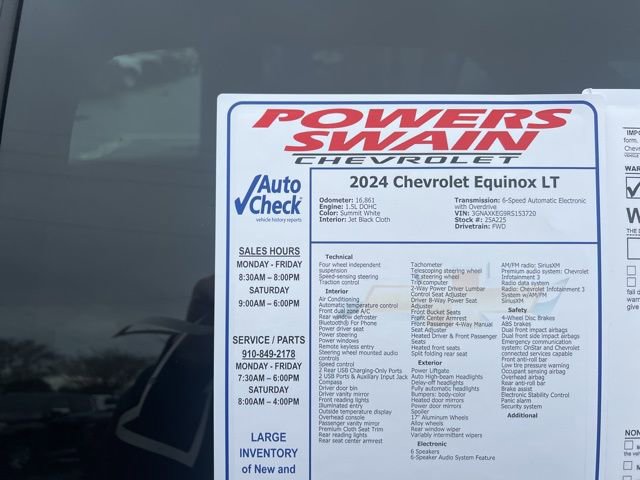 POWERS
SWAIN
CHEVROLET
Auto
Check
vehicle history reports
SALES HOURS
MONDAY - FRIDAY
8:30AM – 8:00PM
SATURDAY
9:00AM – 6:00PM
SERVICE / PARTS
910-849-2178
MONDAY - FRIDAY
7:30AM – 6:00PM
SATURDAY
8:00AM – 4:00PM
LARGE
INVENTORY
of New and
2024 Chevrolet Equinox LT
Odometer: 16,861
Engine: 1.5L DOHC
Color: Summit White
Interior: Jet Black Cloth
Transmission: 6-Speed Automatic Electronic
with Overdrive
VIN: 3GNAXKEG9RS153720
Stock #: 25A225
Drivetrain: FWD
Technical
Four wheel independent
suspension
Speed-sensing steering
Traction control
Interior
Air Conditioning
Automatic temperature control
Front dual zone A/C
Rear window defroster
Bluetooth® For Phone
Power driver seat
Power steering
Power windows
Remote keyless entry
Steering wheel mounted audio
controls
Speed control
2 Rear USB Charging-Only Ports
2 USB Ports & Auxiliary Input Jack
Compass
Driver door bin
Driver vanity mirror
Front reading lights
Illuminated entry
Outside temperature display
Overhead console
Passenger vanity mirror
Premium Cloth Seat Trim
Rear reading lights
Rear seat center armrest
Tachometer
Telescoping steering wheel
Tilt steering wheel
Trip computer
2-Way Power Driver Lumbar
Control Seat Adjuster
Driver 8-Way Power Seat
Adjuster
Front Bucket Seats
Front Center Armrest
Front Passenger 4-Way Manual
Seat Adjuster
Heated Driver & Front Passenger
Seats
Heated front seats
Split folding rear seat
Exterior
Power Liftgate
Auto High-beam Headlights
Delay-off headlights
Fully automatic headlights
Bumpers: body-color
Heated door mirrors
Power door mirrors
Spoiler
17" Aluminum Wheels
Alloy wheels
Rear window wiper
Variably intermittent wipers
Electronic
6 Speakers
6-Speaker Audio System Feature
AM/FM radio: SiriusXM
Premium audio system: Chevrolet
Infotainment 3
Radio data system
Radio: Chevrolet Infotainment 3
System w/AM/FM
SiriusXM
Safety
4-Wheel Disc Brakes
ABS brakes
Dual front impact airbags
Dual front side impact airbags
Emergency communication
system: OnStar and Chevrolet
connected services capable
Front anti-roll bar
Low tire pressure warning
Occupant sensing airbag
Overhead airbag
Rear anti-roll bar
Brake assist
Electronic Stability Control
Panic alarm
Security system
Additional
form.
WAR
W
THE D
fail d
warr
give
NON